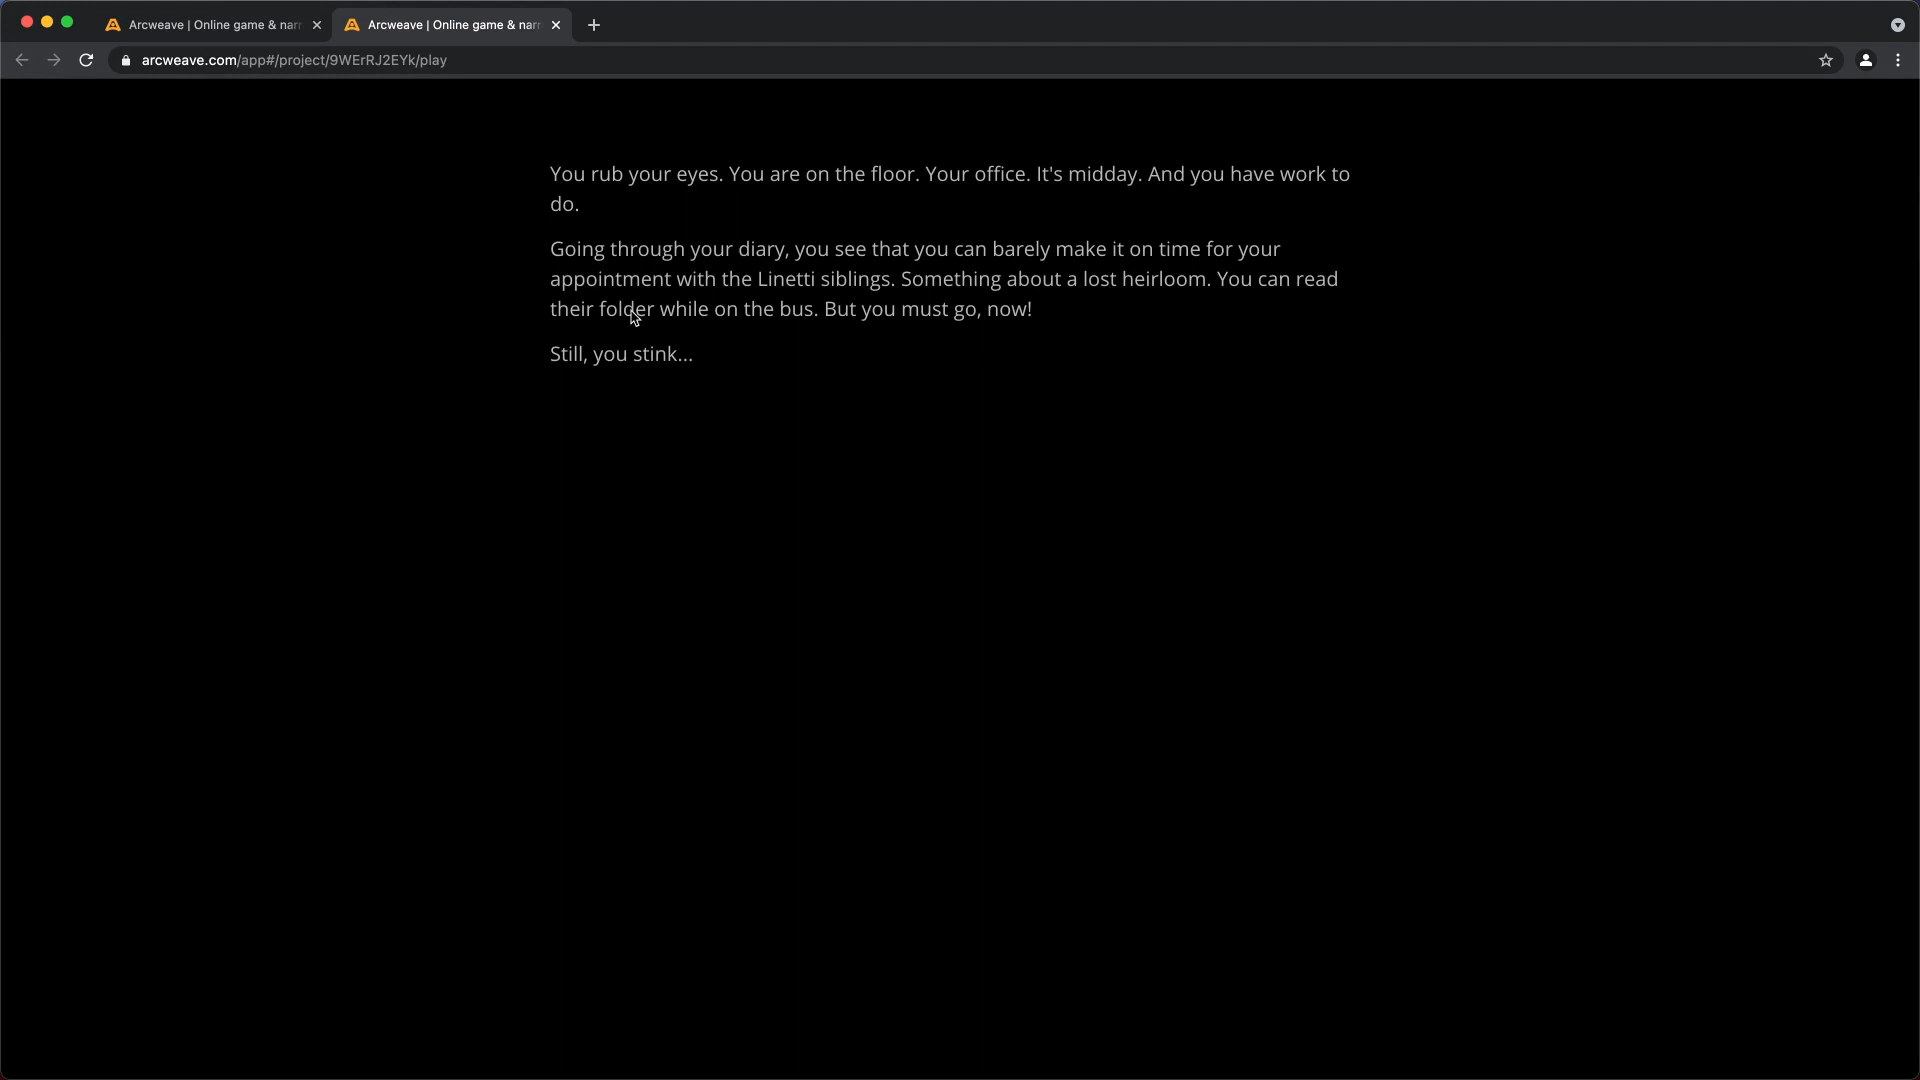 Arcweave | Online game & narr
Arcweave | Online game & narr
arcweave.com/app#/project/9WErRJ2EYk/play
You rub your eyes. You are on the floor. Your office. It's midday. And you have work to
do.
Going through your diary, you see that you can barely make it on time for your
appointment with the Linetti siblings. Something about a lost heirloom. You can read
their folder while on the bus. But you must go, now!
Still, you stink...